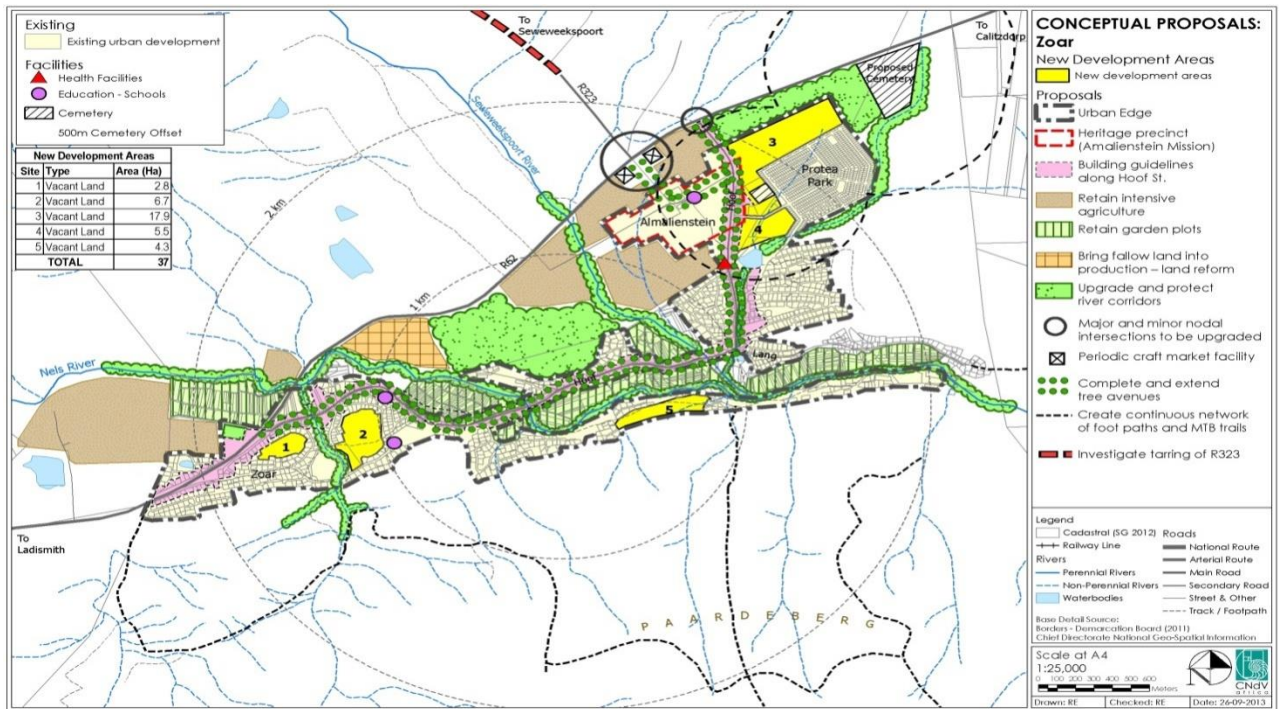 Existing
Existing urban development
Facilities
Health Facilities
Education - Schools
Cemetery
500m Cemetery Offset
New Development Areas
Site Type Area (Ha)
1 Vacant Land 2.8
2 Vacant Land 6.7
3 Vacant Land 17.9
4 Vacant Land 5.5
5 Vacant Land 4.3
TOTAL 37
To
Seweweekspoort
To
Calitzdorp
R323
Proposed
Cemetery
Seweweekspoort River
3
Protea
Park
Almalienstein
4
2 km
R62
1 km
Nels River
Lang
Hoof
5
1
2
Zoar
To
Ladismith
PAARDEBERG
CONCEPTUAL PROPOSALS:
Zoar
New Development Areas
New development areas
Proposals
Urban Edge
Heritage precinct
(Amalienstein Mission)
Building guidelines
along Hoof St.
Retain intensive
agriculture
Retain garden plots
Bring fallow land into
production – land reform
Upgrade and protect
river corridors
Major and minor nodal
intersections to be upgraded
Periodic craft market facility
Complete and extend
tree avenues
Create continuous network
of foot paths and MTB trails
Investigate tarring of R323
Legend
Cadastral (SG 2012)
Railway Line
Rivers
Perennial Rivers
Non-Perennial Rivers
Waterbodies
Roads
National Route
Arterial Route
Main Road
Secondary Road
Street & Other
Track / Footpath
Base Detail Source:
Borders - Demarcation Board (2011)
Chief Directorate National Geo-Spatial Information
Scale at A4
1:25,000
0 100 200 300 400 500 600
Meters
CNdV
africa
Drawn: RE Checked: RE Date: 26-09-2013